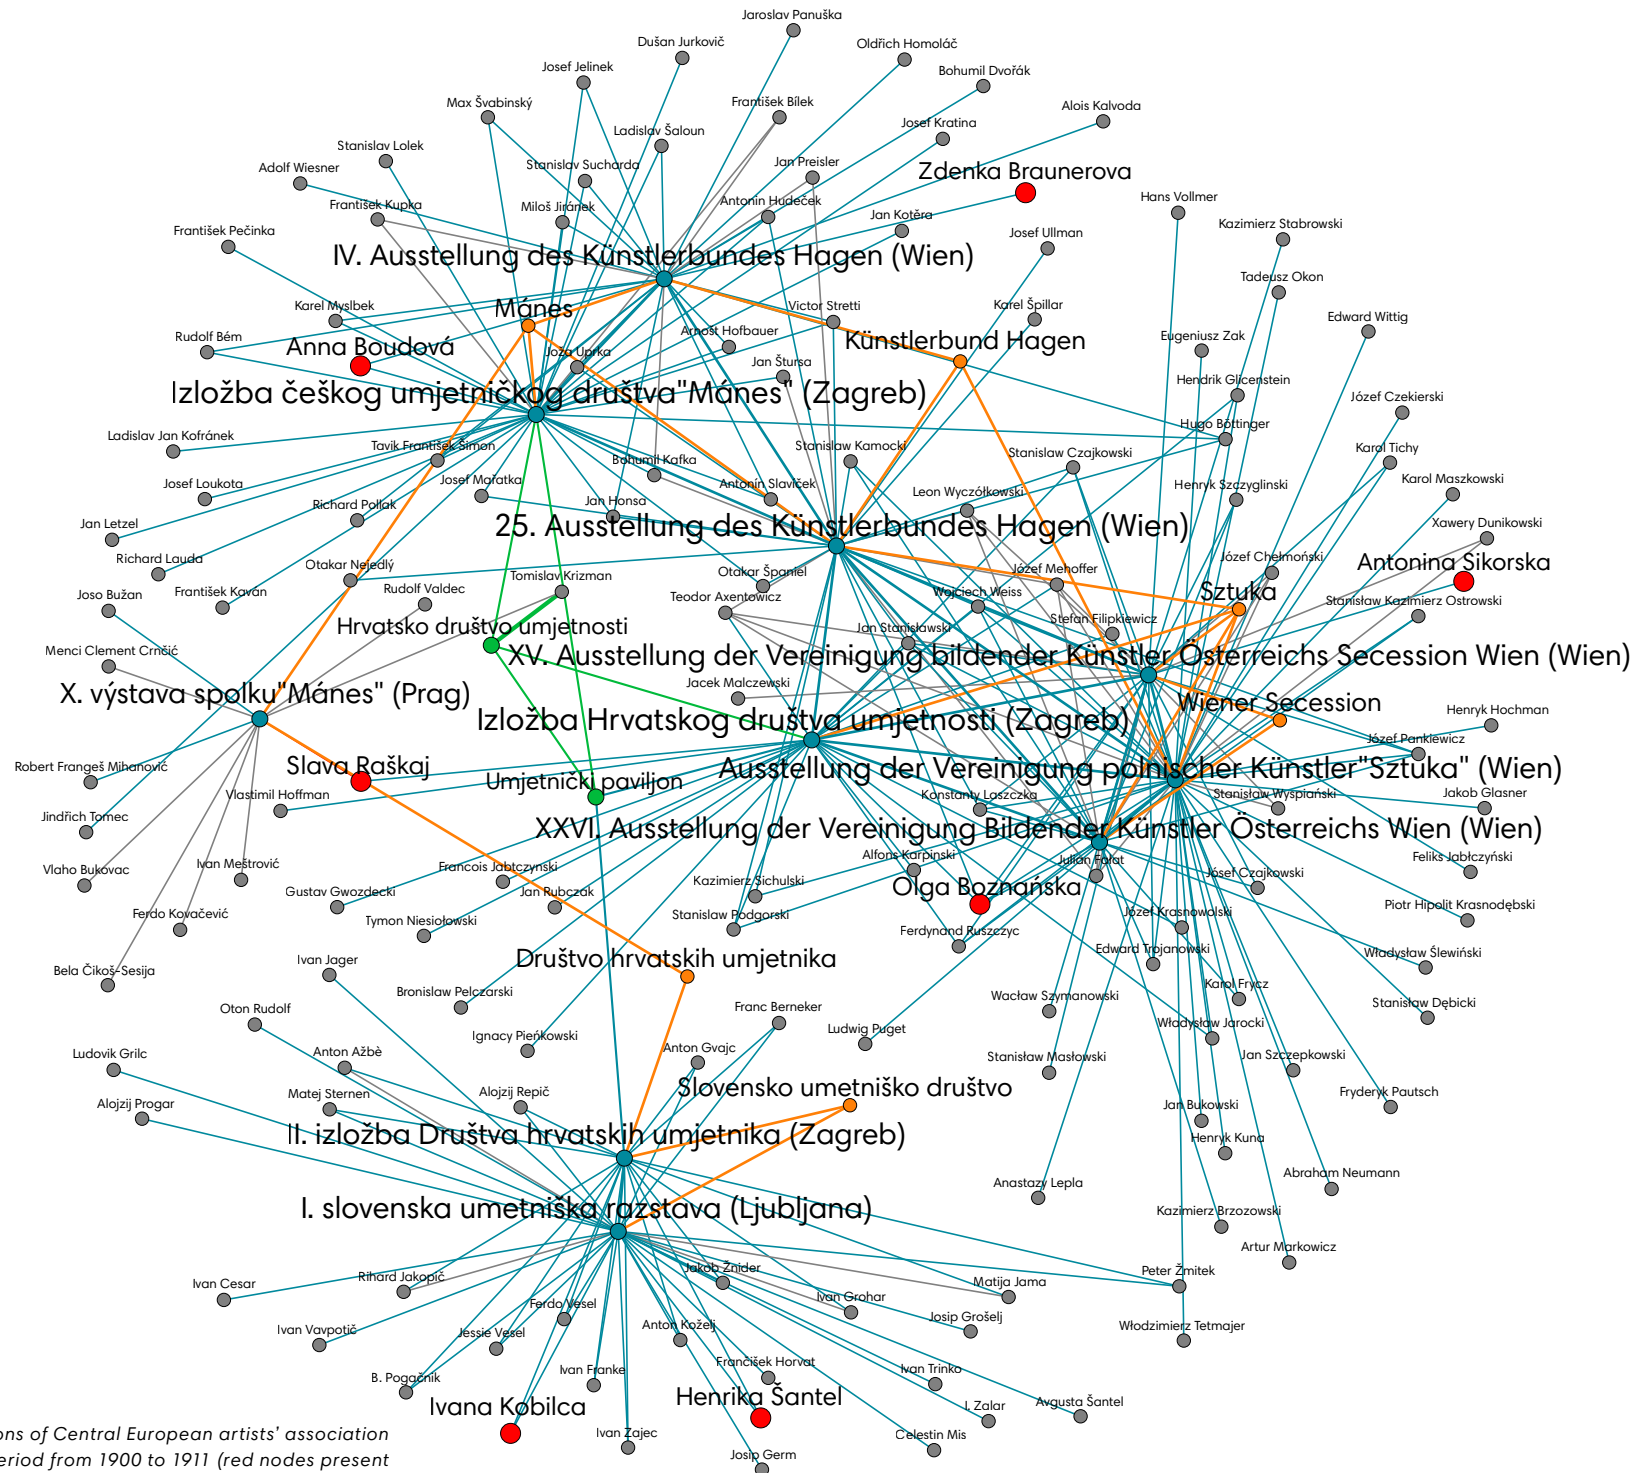 Jaroslav Panuška
Dušan Jurkovič
Oldřich Homoláč
Josef Jelinek
Bohumil Dvořák
Max Švabinský
František Bílek
Alois Kalvoda
Ladislav Šaloun
Josef Kratina
Stanislav Lolek
Adolf Wiesner
Stanislav Sucharda
Jan Preisler
Zdenka Braunerova
František Kupka
Miloš Jiránek
Antonin Hudeček
Jan Kotěra
Hans Vollmer
František Pečinka
Josef Ullman
Kazimierz Stabrowski
IV. Ausstellung des Künstlerbundes Hagen (Wien)
Tadeusz Okon
Karel Myslbek
Mánes
Victor Stretti
Karel Špillar
Edward Wittig
Rudolf Bém
Anna Boudová
Arnošt Hofbauer
Künstlerbund Hagen
Eugeniusz Zak
Joža Uprka
Jan Štursa
Hendrik Glicenstein
Izložba češkog umjetničkog društva"Mánes" (Zagreb)
Józef Czekierski
Ladislav Jan Kofránek
Hugo Böttinger
Tavik František Šimon
Stanislaw Kamocki
Stanislaw Czajkowski
Karol Tichy
Bohumil Kafka
Josef Loukota
Josef Mařatka
Antonín Slavíček
Karol Maszkowski
Henryk Szczyglinski
Richard Pollak
Jan Honsa
Leon Wyczółkowski
Jan Letzel
25. Ausstellung des Künstlerbundes Hagen (Wien)
Xawery Dunikowski
Richard Lauda
Otakar Nejedlý
Tomislav Krizman
Otakar Španiel
Józef Mehoffer
Józef Chełmoński
Antonina Sikorska
Joso Bužan
František Kaván
Rudolf Valdec
Teodor Axentowicz
Wojciech Weiss
Sztuka
Stanisław Kazimierz Ostrowski
Hrvatsko društvo umjetnosti
Jan Stanisławski
Stefan Filipkiewicz
Menci Clement Crnčić
XV. Ausstellung der Vereinigung bildender Künstler Österreichs Secession Wien (Wien)
X. výstava spolku"Mánes" (Prag)
Jacek Malczewski
Wiener Secession
Izložba Hrvatskog društva umjetnosti (Zagreb)
Henryk Hochman
Józef Pankiewicz
Robert Frangeš Mihanović
Slava Raškaj
Umjetnički paviljon
Ausstellung der Vereinigung polnischer Künstler"Sztuka" (Wien)
Vlastimil Hoffman
Konstanty Laszczka
Stanisław Wyspiański
Jakob Glasner
Jindřich Tomec
XXVI. Ausstellung der Vereinigung Bildender Künstler Österreichs Wien (Wien)
Vlaho Bukovac
Ivan Meštrović
Francois Jabtczynski
Alfons Karpinski
Julian Fałat
Feliks Jabłczyński
Gustav Gwozdecki
Jan Rubczak
Kazimierz Sichulski
Olga Boznańska
Józef Czajkowski
Ferdo Kovačević
Tymon Niesiołowski
Stanislaw Podgorski
Józef Krasnowolski
Piotr Hipolit Krasnodębski
Ferdynand Ruszczyc
Edward Trojanowski
Bela Čikoš-Sesija
Ivan Jager
Društvo hrvatskih umjetnika
Władysław Ślewiński
Bronislaw Pelczarski
Karol Frycz
Wacław Szymanowski
Stanisław Dębicki
Oton Rudolf
Franc Berneker
Ludwig Puget
Władysław Jarocki
Ignacy Pieńkowski
Ludovik Grilc
Anton Ažbè
Anton Gvajc
Stanisław Masłowski
Jan Szczepkowski
Matej Sternen
Alojzij Repič
Slovensko umetniško društvo
Fryderyk Pautsch
Alojzij Progar
Jan Bukowski
II. izložba Društva hrvatskih umjetnika (Zagreb)
Henryk Kuna
Anastazy Lepla
Abraham Neumann
I. slovenska umetniška razstava (Ljubljana)
Kazimierz Brzozowski
Artur Markowicz
Ivan Cesar
Rihard Jakopič
Jakob Žnider
Matija Jama
Peter Žmitek
Ferdo Vesel
Ivan Grohar
Josip Grošelj
Ivan Vavpotič
Jessie Vesel
Anton Koželj
Włodzimierz Tetmajer
B. Pogačnik
Ivan Franke
Frančišek Horvat
Ivan Trinko
Ivana Kobilca
Henrika Šantel
I. Zalar
Avgusta Šantel
Ivan Zajec
Celestin Mis
Josip Germ
ons of Central European artists' association
eriod from 1900 to 1911 (red nodes present